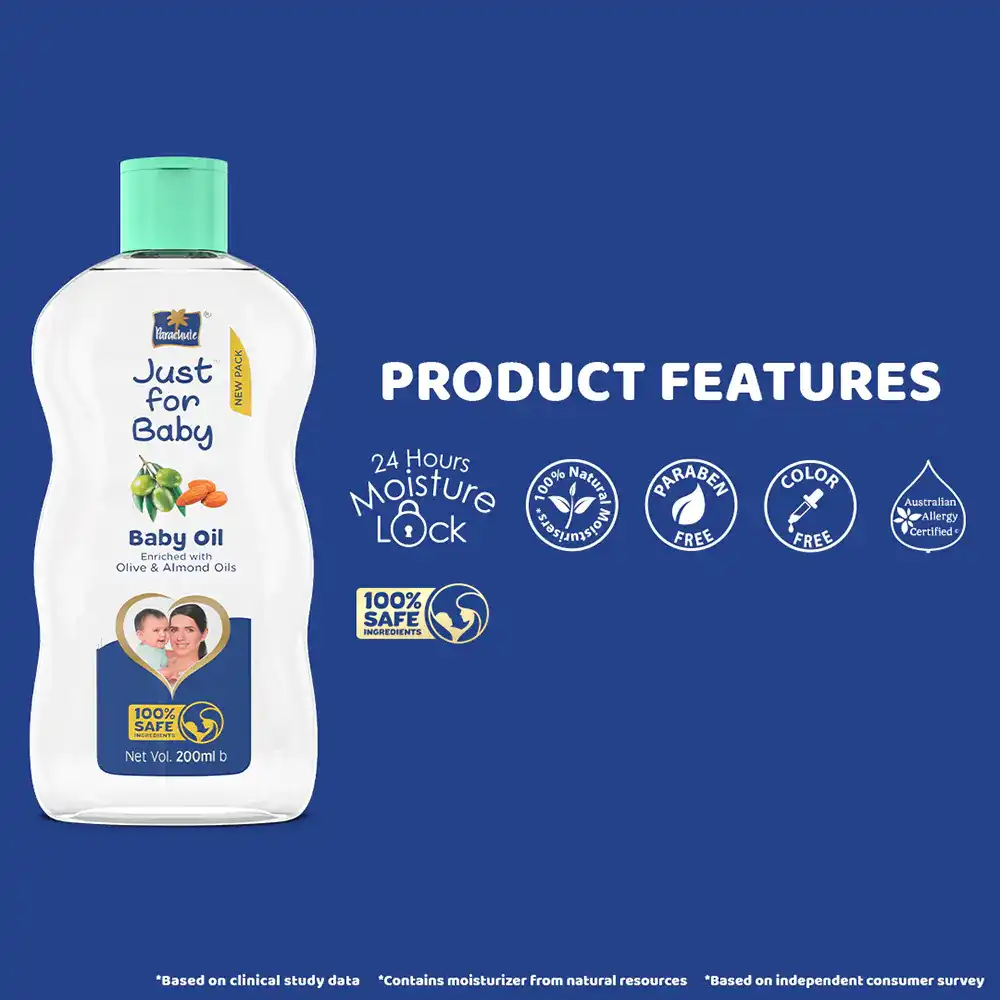 Parachute ®
Just™
for
Baby
NEW PACK
Baby Oil
Enriched with
Olive & Almond Oils
100%
SAFE
INGREDIENTS
Net Vol. 200ml b
PRODUCT FEATURES
24 Hours
Moisture
Lock
100% Natural
Moisturisers*
PARABEN
FREE
COLOR
FREE
Australian
Allergy
Certified c
100%
SAFE
INGREDIENTS
*Based on clinical study data *Contains moisturizer from natural resources *Based on independent consumer survey